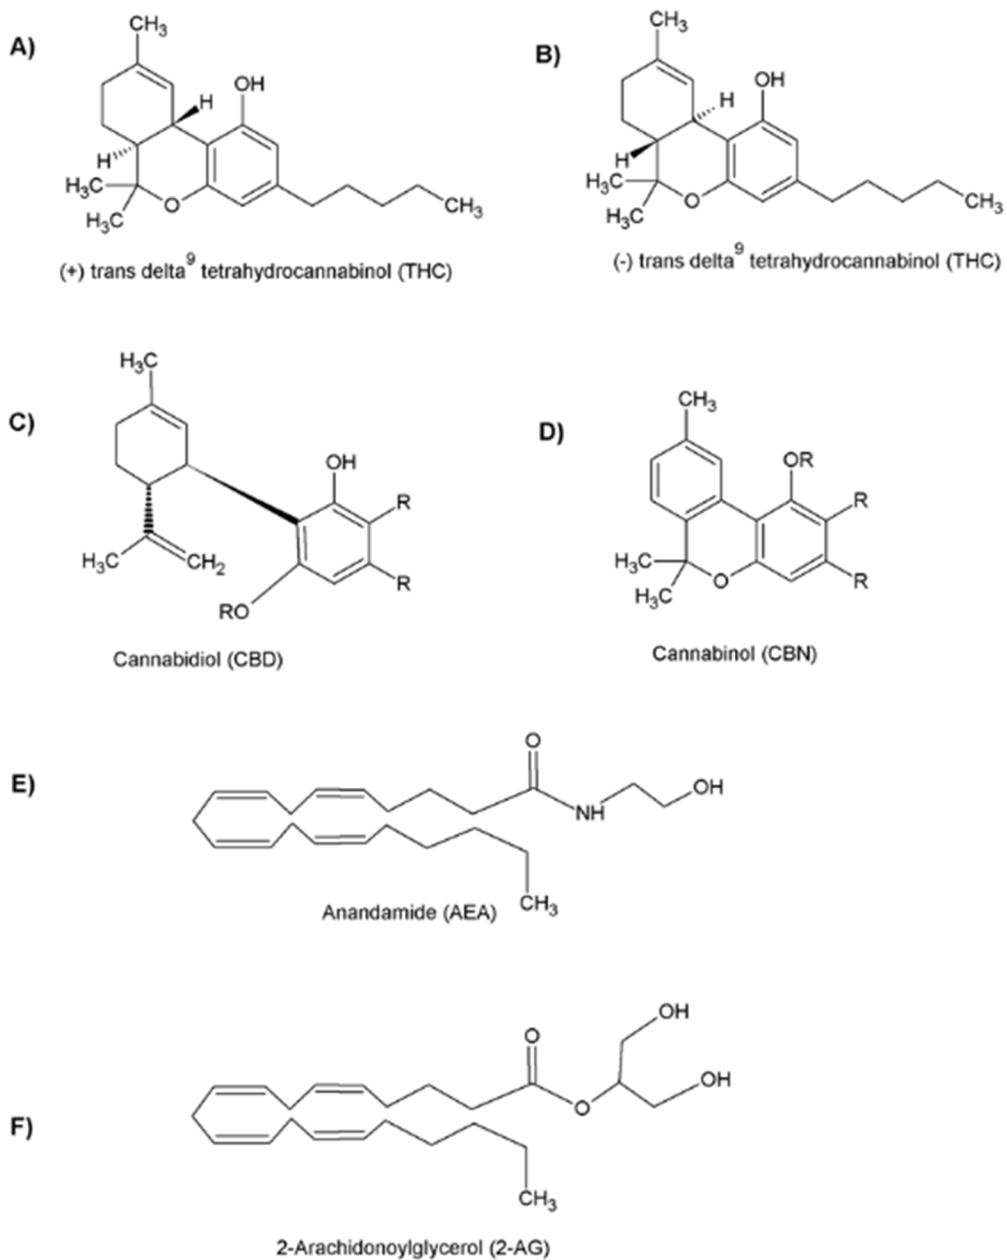 A)
CH3
H
OH
H
H3C
H3C
O
CH3
(+) trans delta9 tetrahydrocannabinol (THC)
B)
CH3
H
OH
H
H3C
H3C
O
CH3
(-) trans delta9 tetrahydrocannabinol (THC)
C)
H3C
OH
R
H3C
CH2
R
RO
Cannabidiol (CBD)
D)
CH3
OR
R
H3C
H3C
O
R
Cannabinol (CBN)
E)
O
NH
OH
CH3
Anandamide (AEA)
F)
O
OH
O
OH
CH3
2-Arachidonoylglycerol (2-AG)